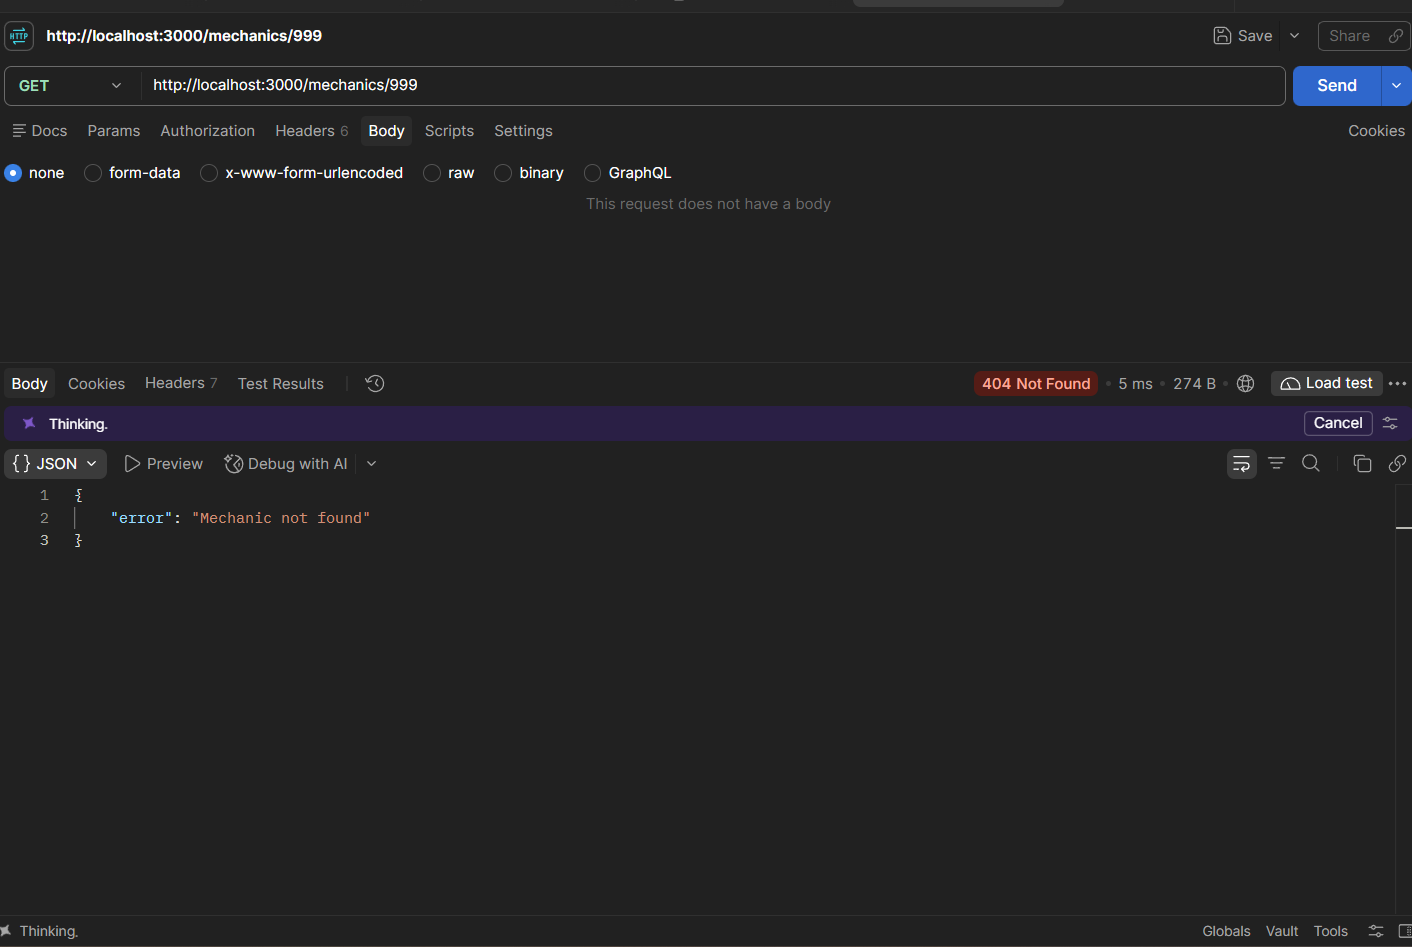 HTTP http://localhost:3000/mechanics/999 Save Share
GET http://localhost:3000/mechanics/999 Send
Docs Params Authorization Headers 6 Body Scripts Settings Cookies
none form-data x-www-form-urlencoded raw binary GraphQL
This request does not have a body
Body Cookies Headers 7 Test Results 404 Not Found • 5 ms • 274 B • Load test
Thinking. Cancel
{} JSON Preview Debug with AI
1 {
2 "error": "Mechanic not found"
3 }
Thinking. Globals Vault Tools